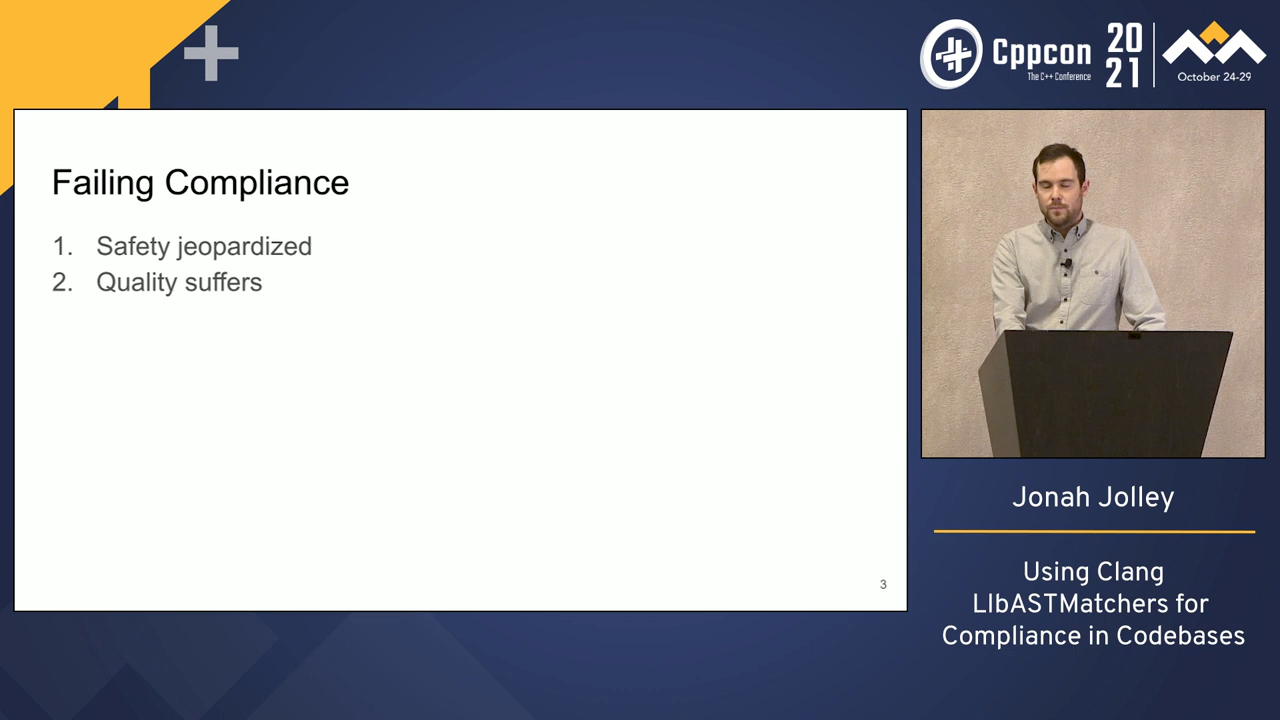 Cppcon
The C++ Conference
20
21
October 24-29
Failing Compliance
1. Safety jeopardized
2. Quality suffers
3
Jonah Jolley
Using Clang
LIbASTMatchers for
Compliance in Codebases